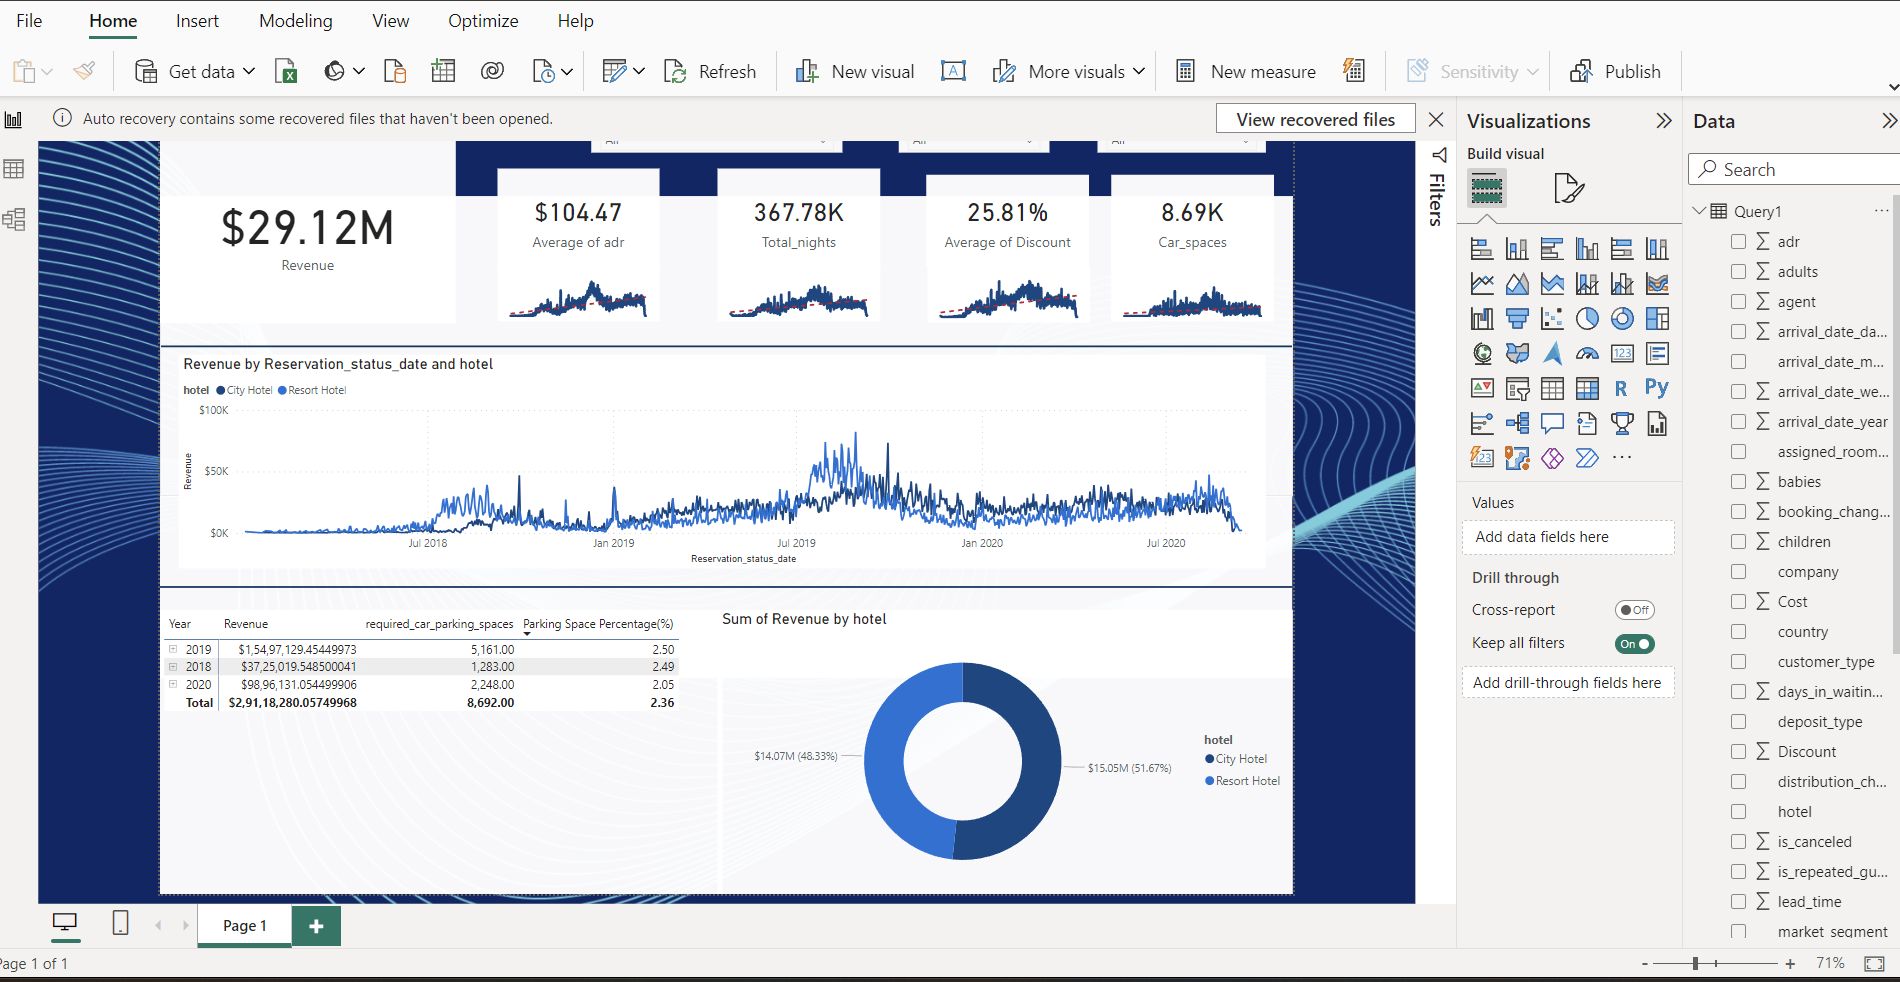 File Home Insert Modeling View Optimize Help
Get data Refresh New visual A More visuals New measure 123 Sensitivity Publish
Auto recovery contains some recovered files that haven't been opened. View recovered files
Filters
$29.12M
Revenue
$104.47
Average of adr
367.78K
Total_nights
25.81%
Average of Discount
8.69K
Car_spaces
Revenue by Reservation_status_date and hotel
hotel City Hotel Resort Hotel
$100K
$50K
$0K
Revenue
Jul 2018 Jan 2019 Jul 2019 Jan 2020 Jul 2020
Reservation_status_date
Year Revenue required_car_parking_spaces Parking Space Percentage(%)
2019 $1,54,97,129.45449973 5,161.00 2.50
2018 $37,25,019.548500041 1,283.00 2.49
2020 $98,96,131.054499906 2,248.00 2.05
Total $2,91,18,280.05749968 8,692.00 2.36
Sum of Revenue by hotel
$14.07M (48.33%)
$15.05M (51.67%)
hotel
City Hotel
Resort Hotel
Page 1
Page 1 of 1
- + 71%
Visualizations
Build visual
123
R Py
123
...
Values
Add data fields here
Drill through
Cross-report Off
Keep all filters On
Add drill-through fields here
Data
Search
Query1 ...
adr
adults
agent
arrival_date_da...
arrival_date_m...
arrival_date_we...
arrival_date_year
assigned_room...
babies
booking_chang...
children
company
Cost
country
customer_type
days_in_waitin...
deposit_type
Discount
distribution_ch...
hotel
is_canceled
is_repeated_gu...
lead_time
market_segment